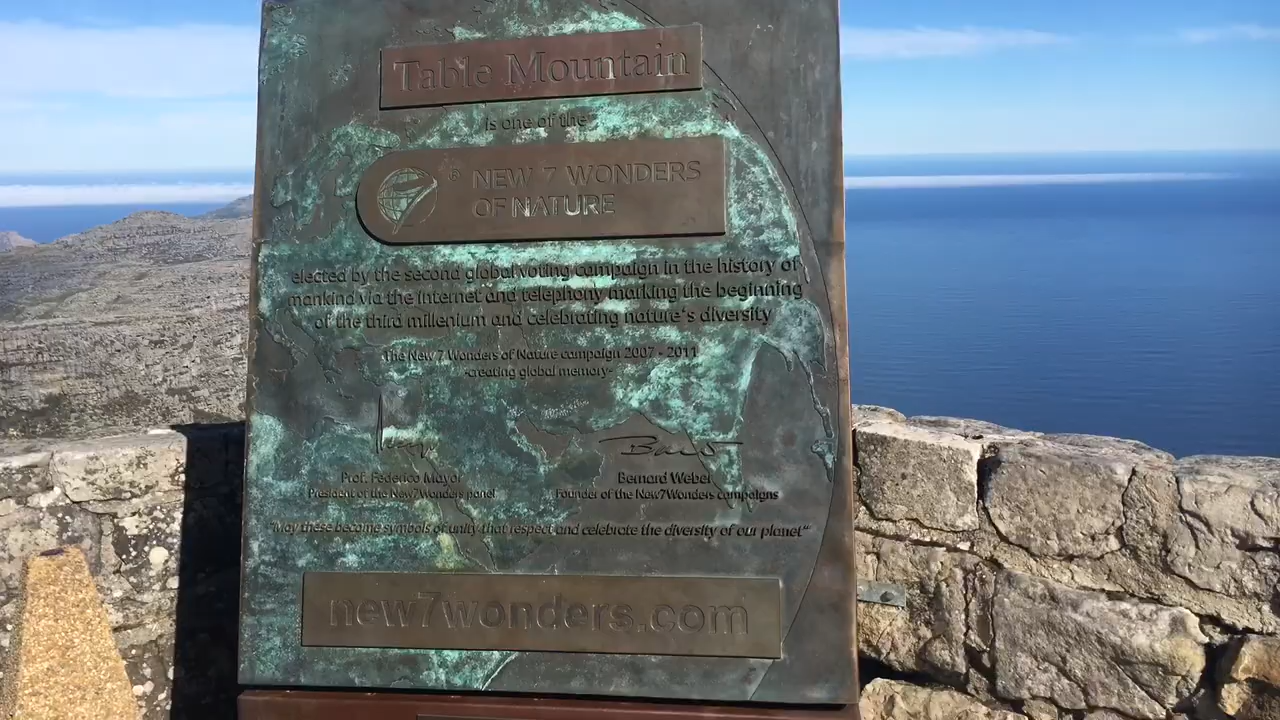 Table Mountain
is one of the
NEW 7 WONDERS
OF NATURE
elected by the second global voting campaign in the history of
mankind via the internet and telephony marking the beginning
of the third millenium and celebrating nature's diversity
The New 7 Wonders of Nature campaign 2007 - 2011
-creating global memory-
Prof. Federico Mayor
Bernard Weber
President of the New7Wonders panel
Founder of the New7Wonders campaigns
"May these become symbols of unity that respect and celebrate the diversity of our planet"
new7wonders.com